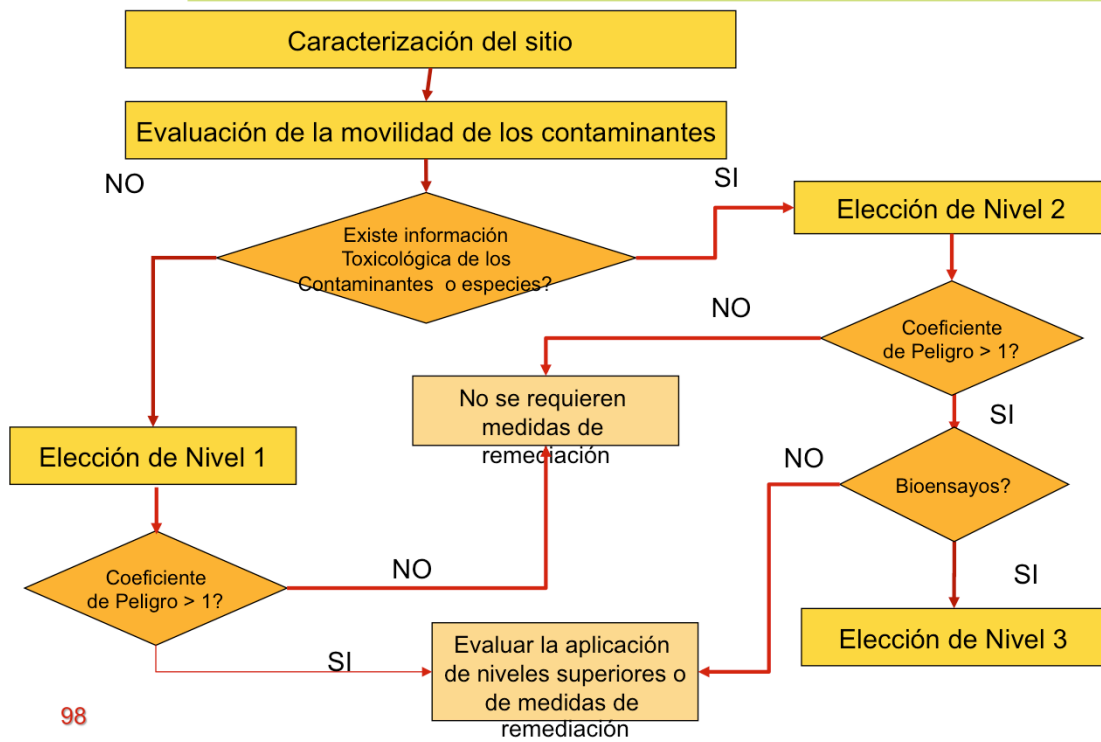 Caracterización del sitio
Evaluación de la movilidad de los contaminantes
NO
SI
Existe información
Toxicológica de los
Contaminantes o especies?
Elección de Nivel 2
NO
Coeficiente
de Peligro > 1?
No se requieren
medidas de
remediación
SI
Elección de Nivel 1
NO
Bioensayos?
Coeficiente
de Peligro > 1?
NO
SI
Elección de Nivel 3
SI
Evaluar la aplicación
de niveles superiores o
de medidas de
remediación
98